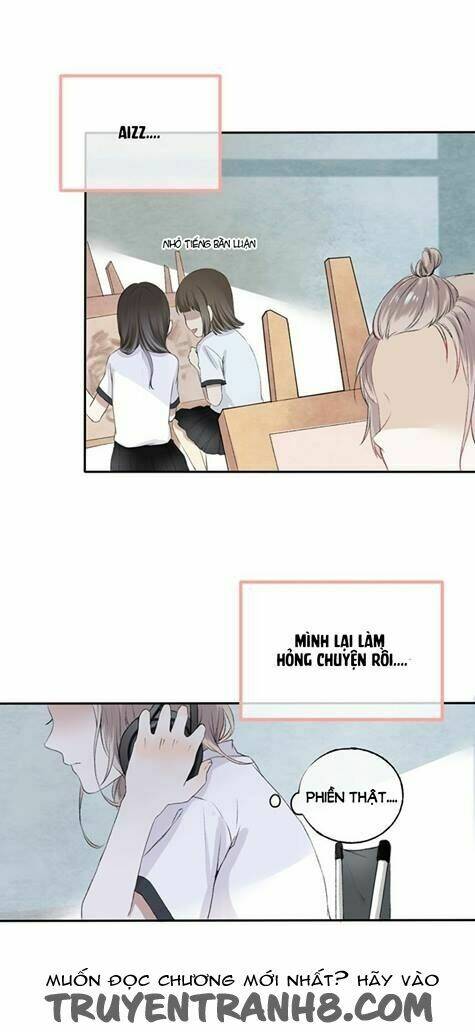 AIZZ....
NHỎ TIẾNG BÀN LUẬN
MÌNH LẠI LÀM
HỎNG CHUYỆN RỒI....
PHIỀN THẬT....
MUỐN ĐỌC CHƯƠNG MỚI NHẤT? HÃY VÀO
TRUYENTRANH8.COM